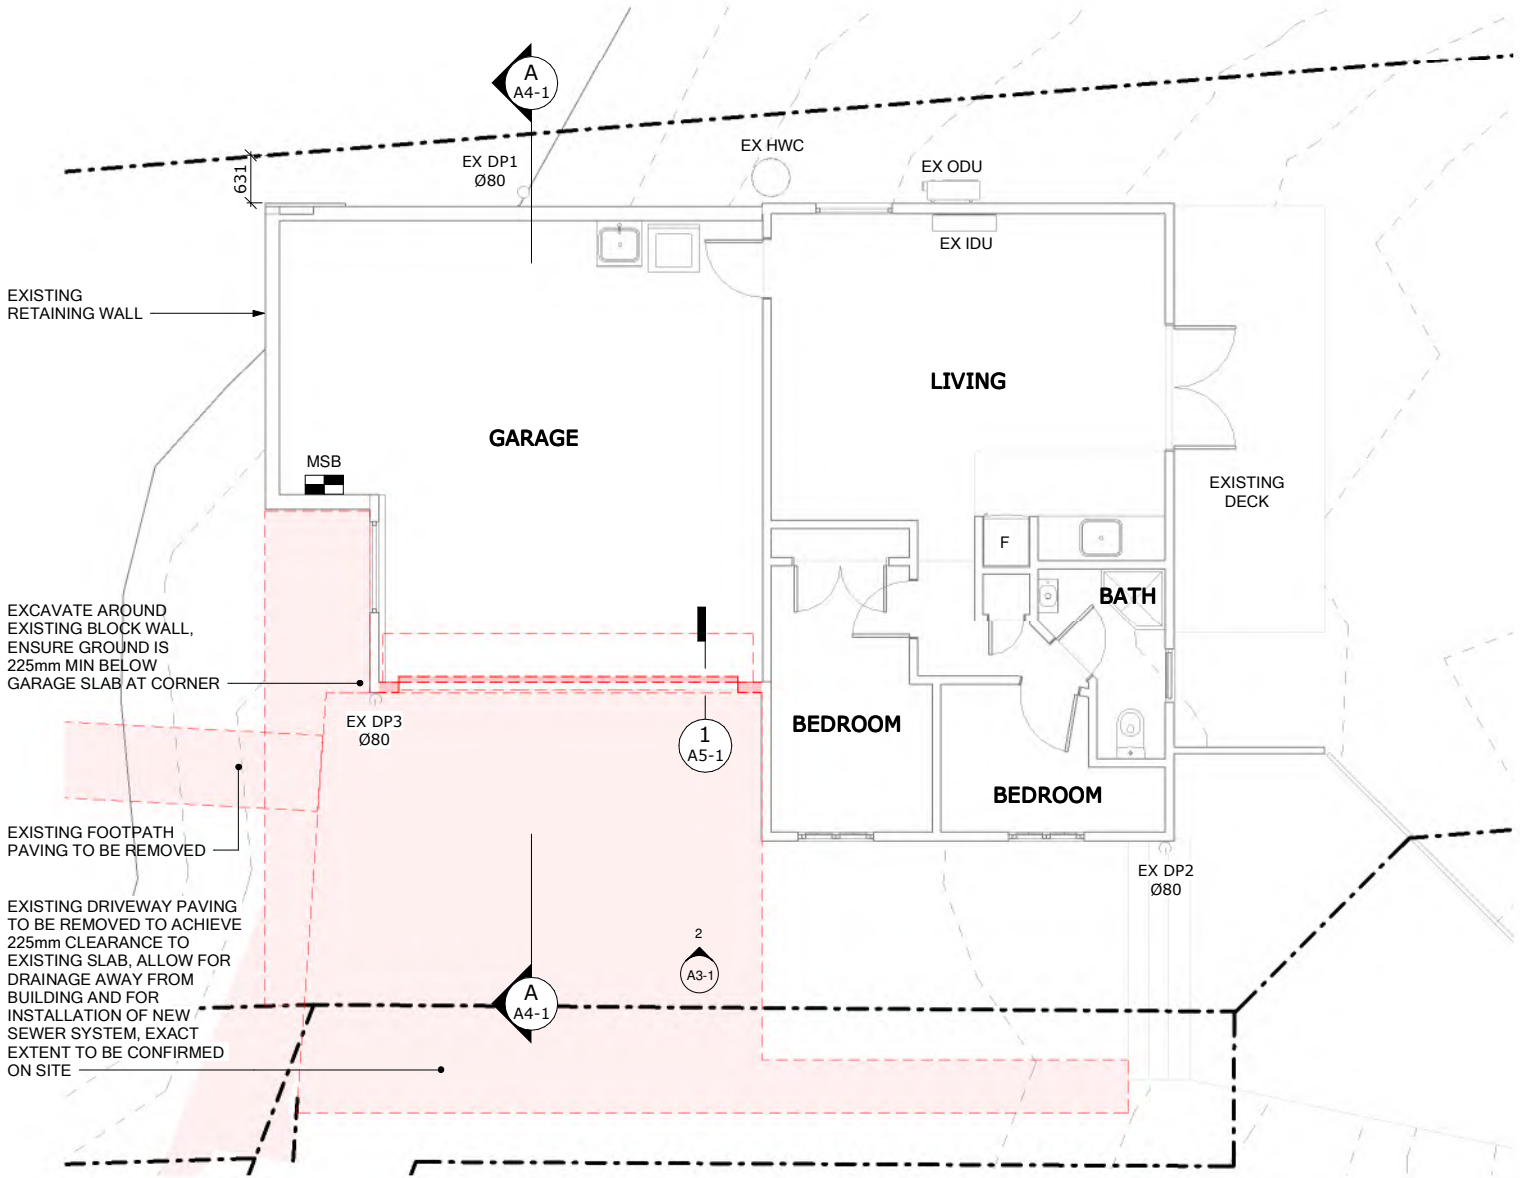 A
A4-1
EX DP1
Ø80
EX HWC
EX ODU
631
EX IDU
EXISTING
RETAINING WALL
LIVING
GARAGE
MSB
EXISTING
DECK
F
BATH
EXCAVATE AROUND
EXISTING BLOCK WALL,
ENSURE GROUND IS
225mm MIN BELOW
GARAGE SLAB AT CORNER
EX DP3
Ø80
1
A5-1
BEDROOM
BEDROOM
EXISTING FOOTPATH
PAVING TO BE REMOVED
EX DP2
Ø80
EXISTING DRIVEWAY PAVING
TO BE REMOVED TO ACHIEVE
225mm CLEARANCE TO
EXISTING SLAB, ALLOW FOR
DRAINAGE AWAY FROM
BUILDING AND FOR
INSTALLATION OF NEW
SEWER SYSTEM, EXACT
EXTENT TO BE CONFIRMED
ON SITE
2
A3-1
A
A4-1